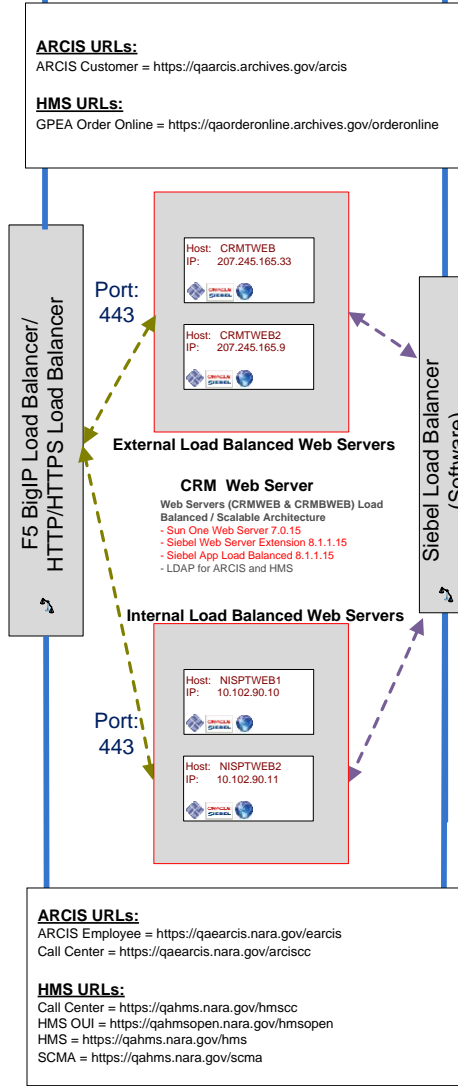 ARCIS URLs:
ARCIS Customer = https://qaarcis.archives.gov/arcis
HMS URLs:
GPEA Order Online = https://qaorderonline.archives.gov/orderonline
F5 BigIP Load Balancer/
HTTP/HTTPS Load Balancer
Port:
443
Host: CRMTWEB
IP: 207.245.165.33
ORACLE
SIEBEL
Host: CRMTWEB2
IP: 207.245.165.9
ORACLE
SIEBEL
External Load Balanced Web Servers
Siebel Load Balancer
(Software)
CRM Web Server
Web Servers (CRMWEB & CRMBWEB) Load
Balanced / Scalable Architecture
- Sun One Web Server 7.0.15
- Siebel Web Server Extension 8.1.1.15
- Siebel App Load Balanced 8.1.1.15
- LDAP for ARCIS and HMS
Internal Load Balanced Web Servers
Port:
443
Host: NISPTWEB1
IP: 10.102.90.10
ORACLE
SIEBEL
Host: NISPTWEB2
IP: 10.102.90.11
ORACLE
SIEBEL
ARCIS URLs:
ARCIS Employee = https://qaearcis.nara.gov/earcis
Call Center = https://qaearcis.nara.gov/arciscc
HMS URLs:
Call Center = https://qahms.nara.gov/hmscc
HMS OUI = https://qahmsopen.nara.gov/hmsopen
HMS = https://qahms.nara.gov/hms
SCMA = https://qahms.nara.gov/scma